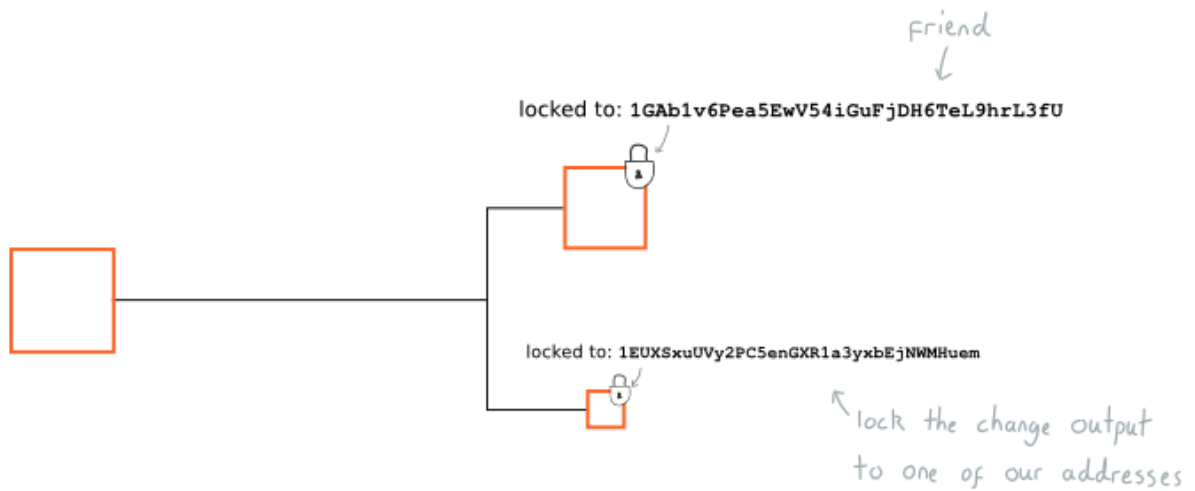 Friend
locked to: 1GAb1v6Pea5EwV54iGuFjDH6TeL9hrL3fU
locked to: 1EUXSxuUVy2PC5enGXR1a3yxbEjNWMHuem
lock the change output
to one of our addresses